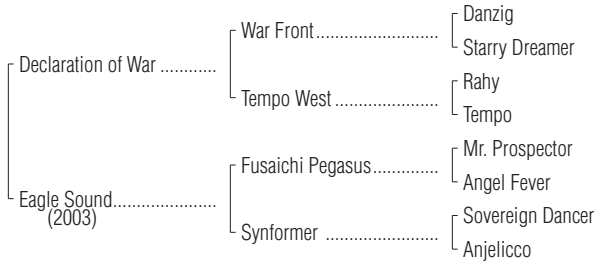 Danzig
War Front........................
Starry Dreamer
Declaration of War ...........
Rahy
Tempo West .....................
Tempo
Mr. Prospector
Fusaichi Pegasus.............
Angel Fever
Eagle Sound.....................
(2003)
Sovereign Dancer
Synformer .......................
Anjelicco